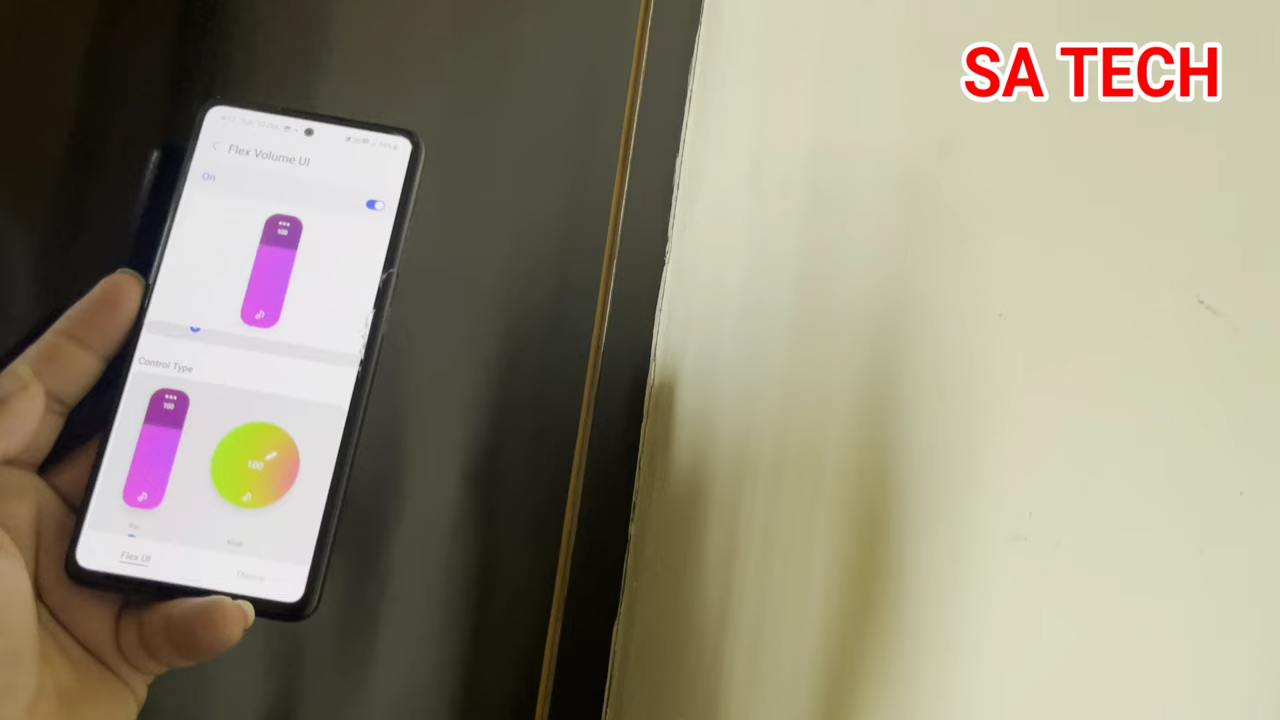 SA TECH
Flex Volume UI
On
100
Control Type
100
100
Flex UI